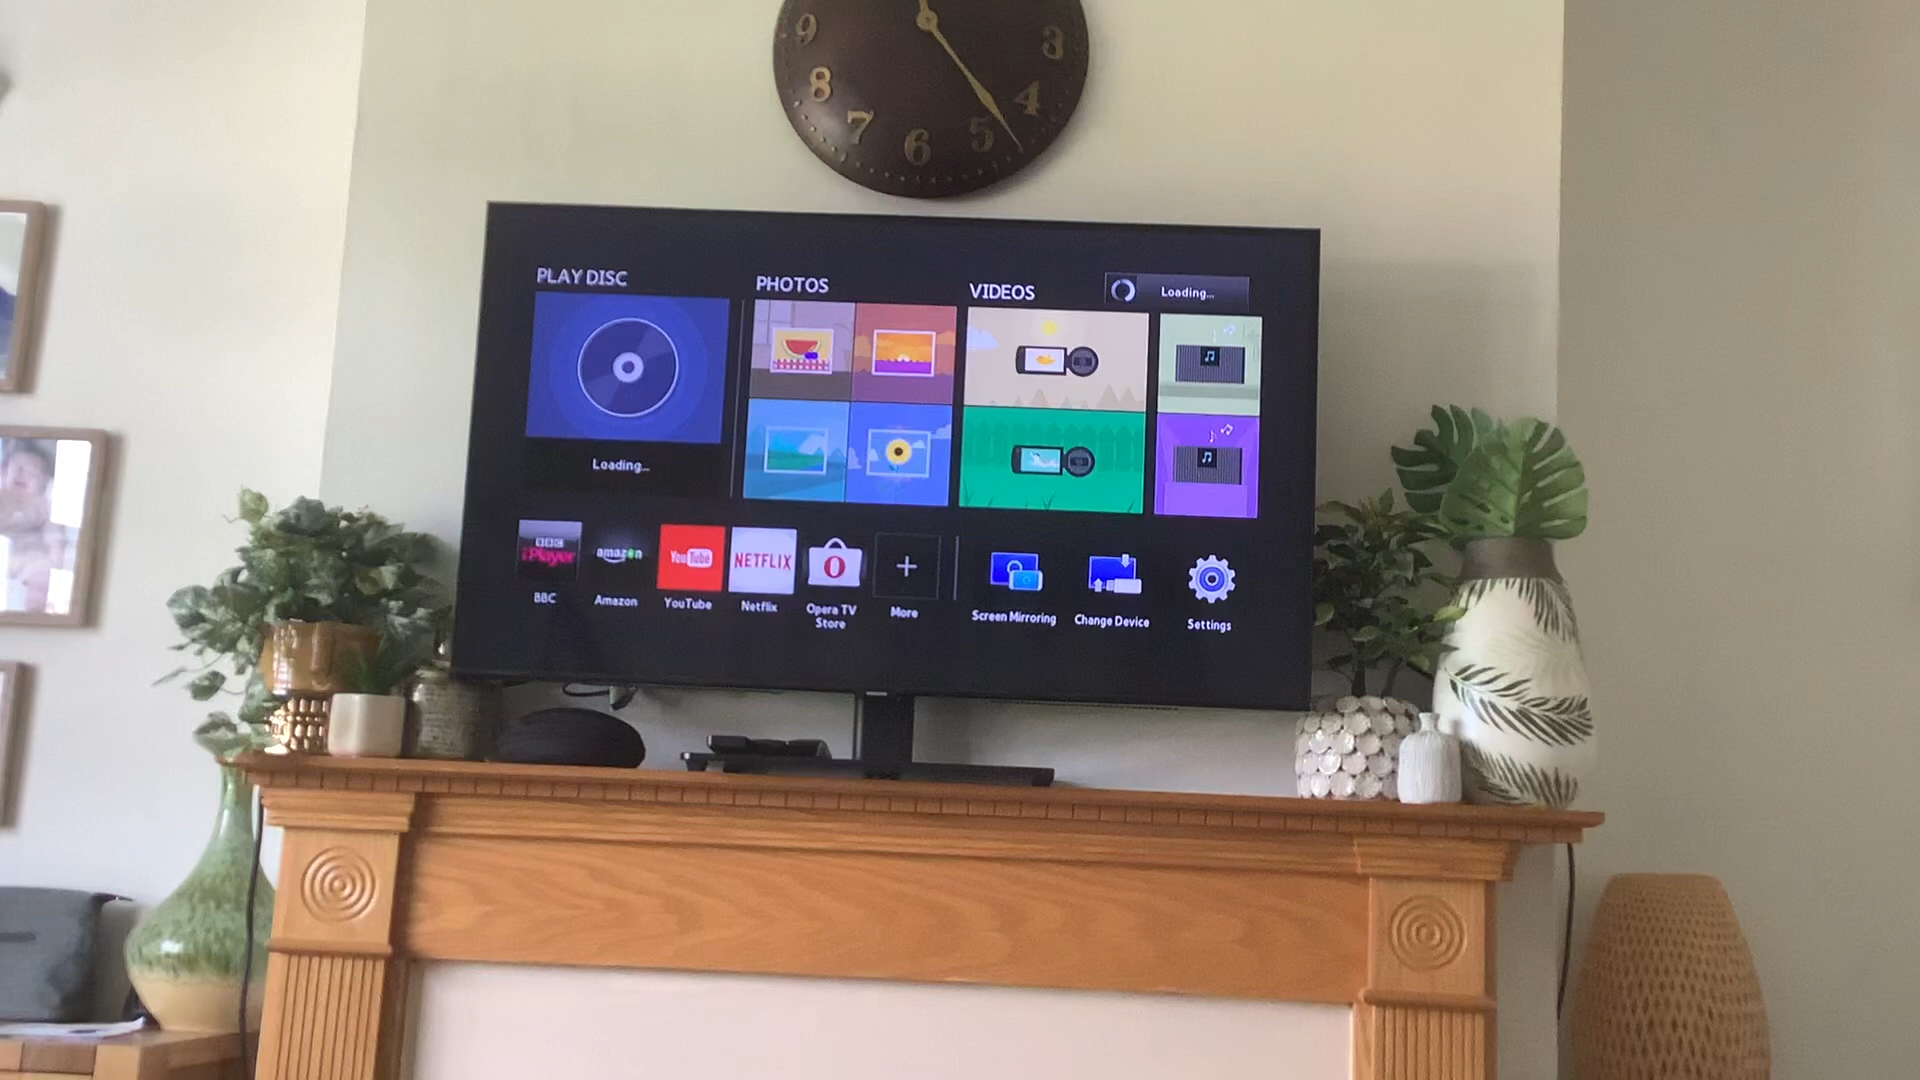 9 3
8 4
7 6 5
PLAY DISC
PHOTOS
VIDEOS
Loading...
Loading...
BBC
iPlayer
amazon
YouTube
NETFLIX
O
+
BBC
Amazon
YouTube
Netflix
Opera TV
Store
More
Screen Mirroring
Change Device
Settings